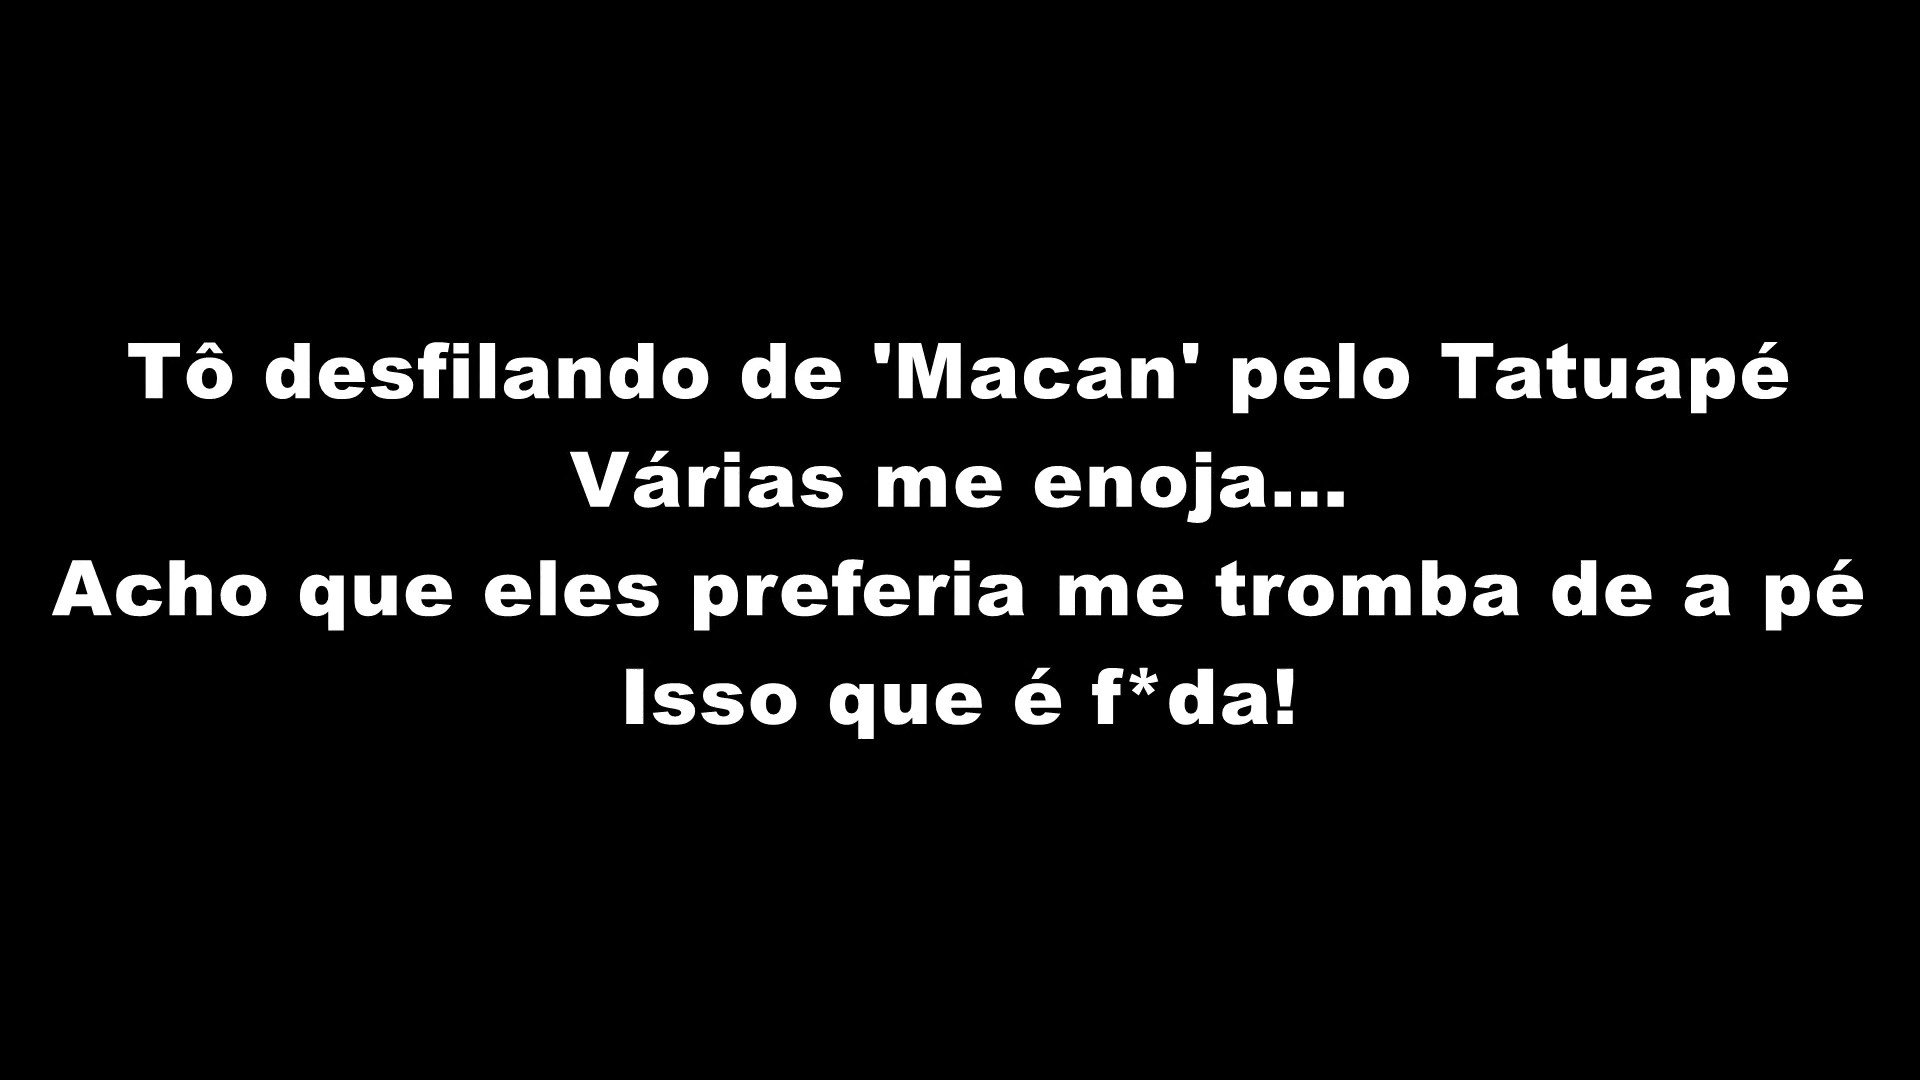 Tô desfilando de 'Macan' pelo Tatuapé
Várias me enoja...
Acho que eles preferia me tromba de a pé
Isso que é f*da!